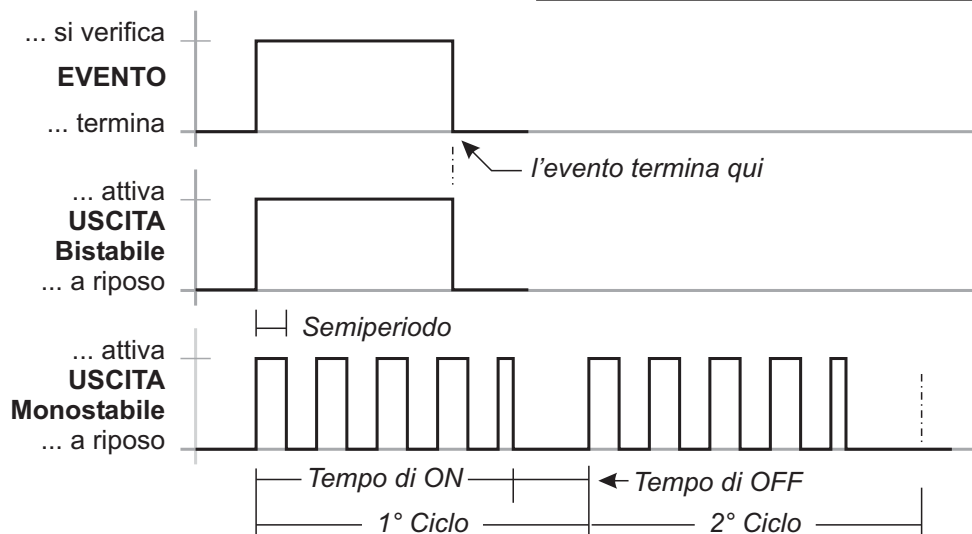 ... si verifica
EVENTO
... termina
l'evento termina qui
... attiva
USCITA
Bistabile
... a riposo
Semiperiodo
... attiva
USCITA
Monostabile
... a riposo
Tempo di ON
Tempo di OFF
1° Ciclo
2° Ciclo